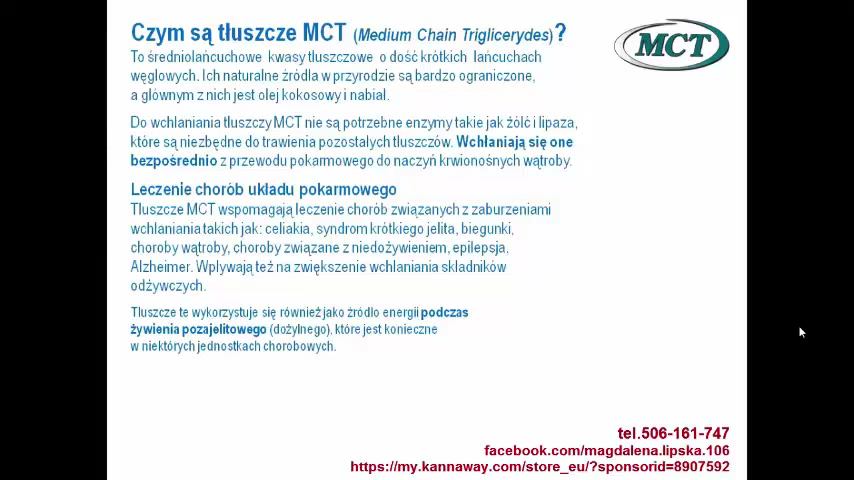 Czym są tłuszcze MCT (Medium Chain Triglicerydes)?
MCT
To średniołańcuchowe kwasy tłuszczowe o dość krótkich łańcuchach
węglowych. Ich naturalne źródła w przyrodzie są bardzo ograniczone,
a głównym z nich jest olej kokosowy i nabiał.
Do wchłaniania tłuszczy MCT nie są potrzebne enzymy takie jak żółć i lipaza,
które są niezbędne do trawienia pozostałych tłuszczów. Wchłaniają się one
bezpośrednio z przewodu pokarmowego do naczyń krwionośnych wątroby.
Leczenie chorób układu pokarmowego
Tłuszcze MCT wspomagają leczenie chorób związanych z zaburzeniami
wchłaniania takich jak: celiakia, syndrom krótkiego jelita, biegunki,
choroby wątroby, choroby związane z niedożywieniem, epilepsja,
Alzheimer. Wpływają też na zwiększenie wchłaniania składników
odżywczych.
Tłuszcze te wykorzystuje się również jako źródło energii podczas
żywienia pozajelitowego (dożylnego), które jest konieczne
w niektórych jednostkach chorobowych.
tel.506-161-747
facebook.com/magdalena.lipska.106
https://my.kannaway.com/store_eu/?sponsorid=8907592